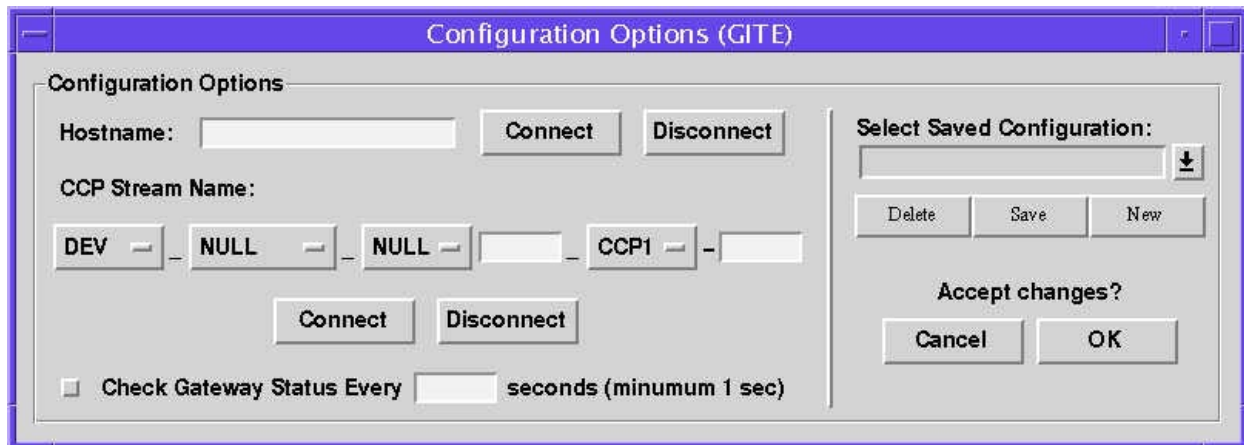 Configuration Options (GITE)
Configuration Options
Hostname: Connect Disconnect
CCP Stream Name:
DEV _ NULL _ NULL _ CCP1 -
Connect Disconnect
Check Gateway Status Every seconds (minumum 1 sec)
Select Saved Configuration:
Delete Save New
Accept changes?
Cancel OK